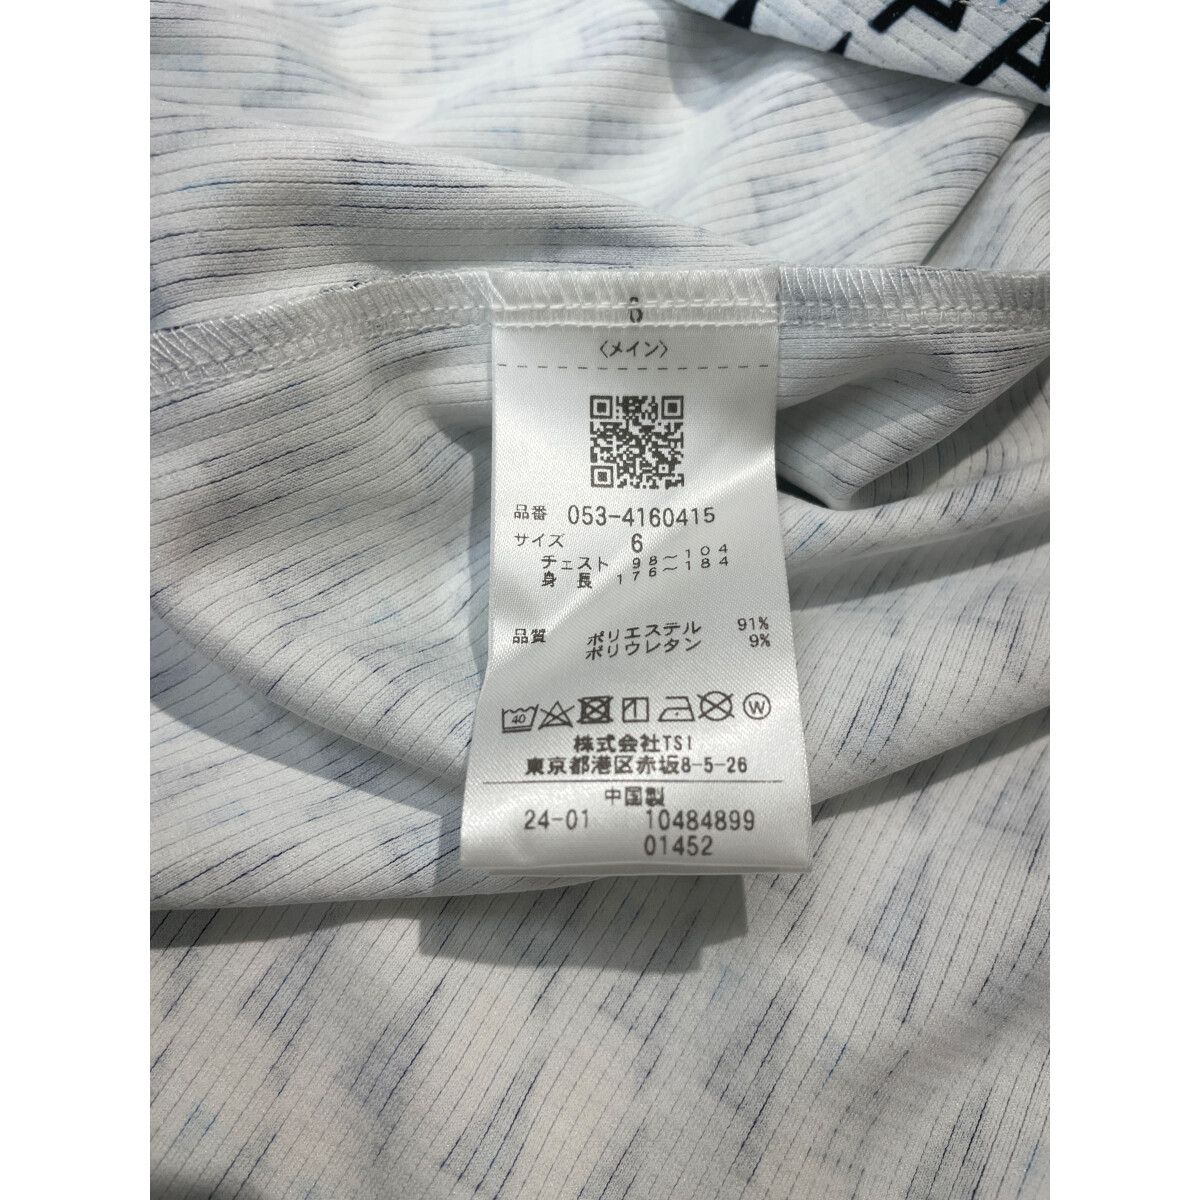 6
〈メイン〉
品番 053-4160415
サイズ 6
チェスト 98～104
身長 176～184
品質 ポリエステル 91%
ポリウレタン 9%
40 W
株式会社TSI
東京都港区赤坂8-5-26
中国製
24-01 10484899
01452